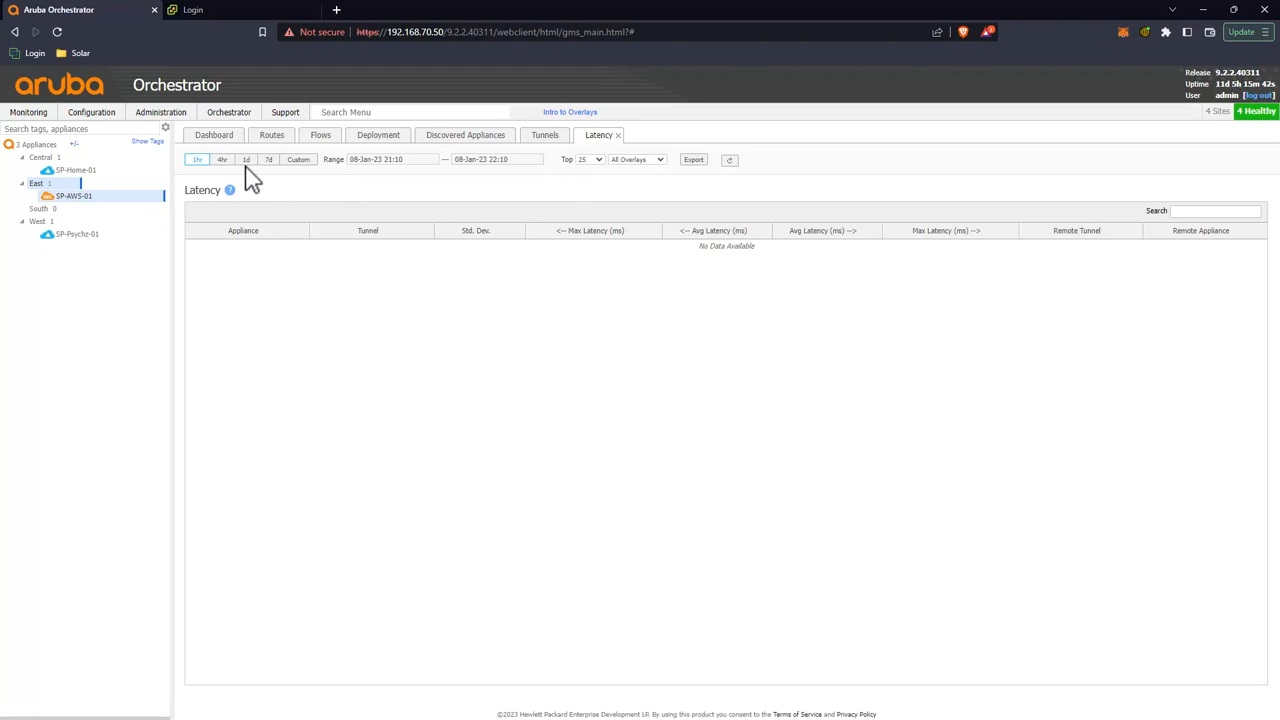 Aruba Orchestrator
Login
Not secure
https://192.168.70.50/9.2.2.40311/webclient/html/gms_main.html?#
Update
Login
Solar
aruba
Orchestrator
Release 9.2.2.40311
Uptime 11d 5h 15m 42s
User admin [log out]
Monitoring
Configuration
Administration
Orchestrator
Support
Search Menu
Intro to Overlays
4 Sites
4 Healthy
Search tags, appliances
3 Appliances +/-
Show Tags
Central 1
SP-Home-01
East 1
SP-AWS-01
South 0
West 1
SP-Psychz-01
Dashboard
Routes
Flows
Deployment
Discovered Appliances
Tunnels
Latency ×
1hr
4hr
1d
7d
Custom
Range 08-Jan-23 21:10 — 08-Jan-23 22:10
Top 25
All Overlays
Export
Latency ?
Search
Appliance
Tunnel
Std. Dev.
<-- Max Latency (ms)
<-- Avg Latency (ms)
Avg Latency (ms) -->
Max Latency (ms) -->
Remote Tunnel
Remote Appliance
No Data Available
©2023 Hewlett Packard Enterprise Development LP. By using this product you consent to the Terms of Service and Privacy Policy